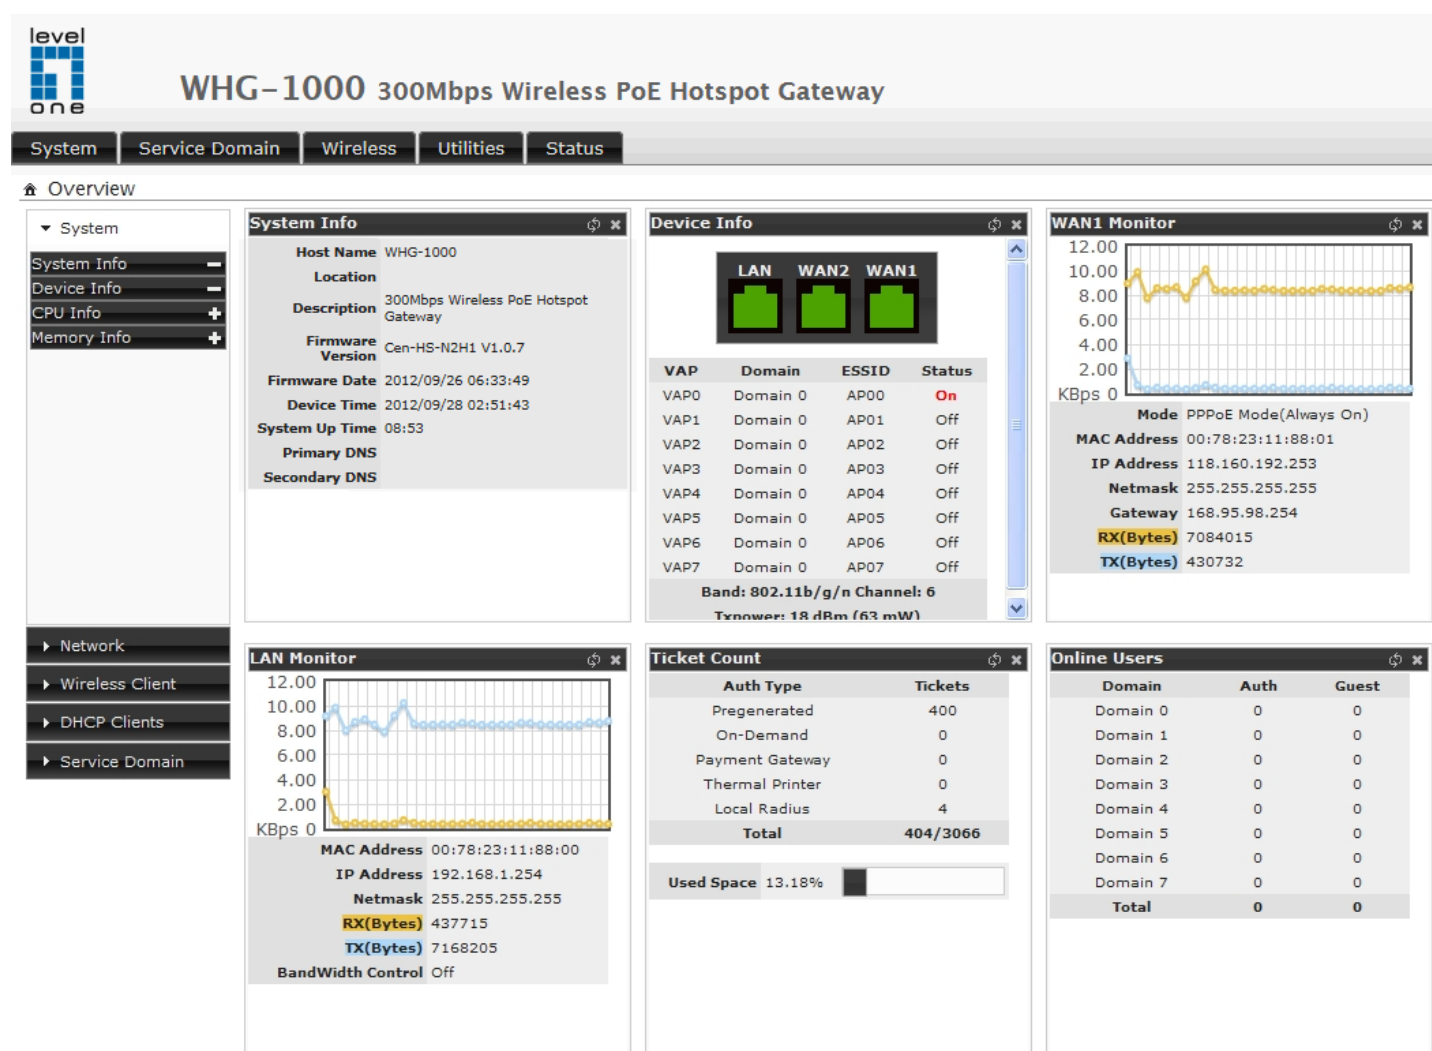 level
one
WHG-1000 300Mbps Wireless PoE Hotspot Gateway
System Service Domain Wireless Utilities Status
Overview
System
System Info
Device Info
CPU Info
Memory Info
Network
Wireless Client
DHCP Clients
Service Domain
System Info
Host Name WHG-1000
Location
Description 300Mbps Wireless PoE Hotspot
Gateway
Firmware
Version Cen-HS-N2H1 V1.0.7
Firmware Date 2012/09/26 06:33:49
Device Time 2012/09/28 02:51:43
System Up Time 08:53
Primary DNS
Secondary DNS
Device Info
LAN WAN2 WAN1
VAP Domain ESSID Status
VAP0 Domain 0 AP00 On
VAP1 Domain 0 AP01 Off
VAP2 Domain 0 AP02 Off
VAP3 Domain 0 AP03 Off
VAP4 Domain 0 AP04 Off
VAP5 Domain 0 AP05 Off
VAP6 Domain 0 AP06 Off
VAP7 Domain 0 AP07 Off
Band: 802.11b/g/n Channel: 6
Txpower: 18 dBm (63 mW)
WAN1 Monitor
12.00
10.00
8.00
6.00
4.00
2.00
KBps 0
Mode PPPoE Mode(Always On)
MAC Address 00:78:23:11:88:01
IP Address 118.160.192.253
Netmask 255.255.255.255
Gateway 168.95.98.254
RX(Bytes) 7084015
TX(Bytes) 430732
LAN Monitor
12.00
10.00
8.00
6.00
4.00
2.00
KBps 0
MAC Address 00:78:23:11:88:00
IP Address 192.168.1.254
Netmask 255.255.255.255
RX(Bytes) 437715
TX(Bytes) 7168205
BandWidth Control Off
Ticket Count
Auth Type Tickets
Pregenerated 400
On-Demand 0
Payment Gateway 0
Thermal Printer 0
Local Radius 4
Total 404/3066
Used Space 13.18%
Online Users
Domain Auth Guest
Domain 0 0 0
Domain 1 0 0
Domain 2 0 0
Domain 3 0 0
Domain 4 0 0
Domain 5 0 0
Domain 6 0 0
Domain 7 0 0
Total 0 0